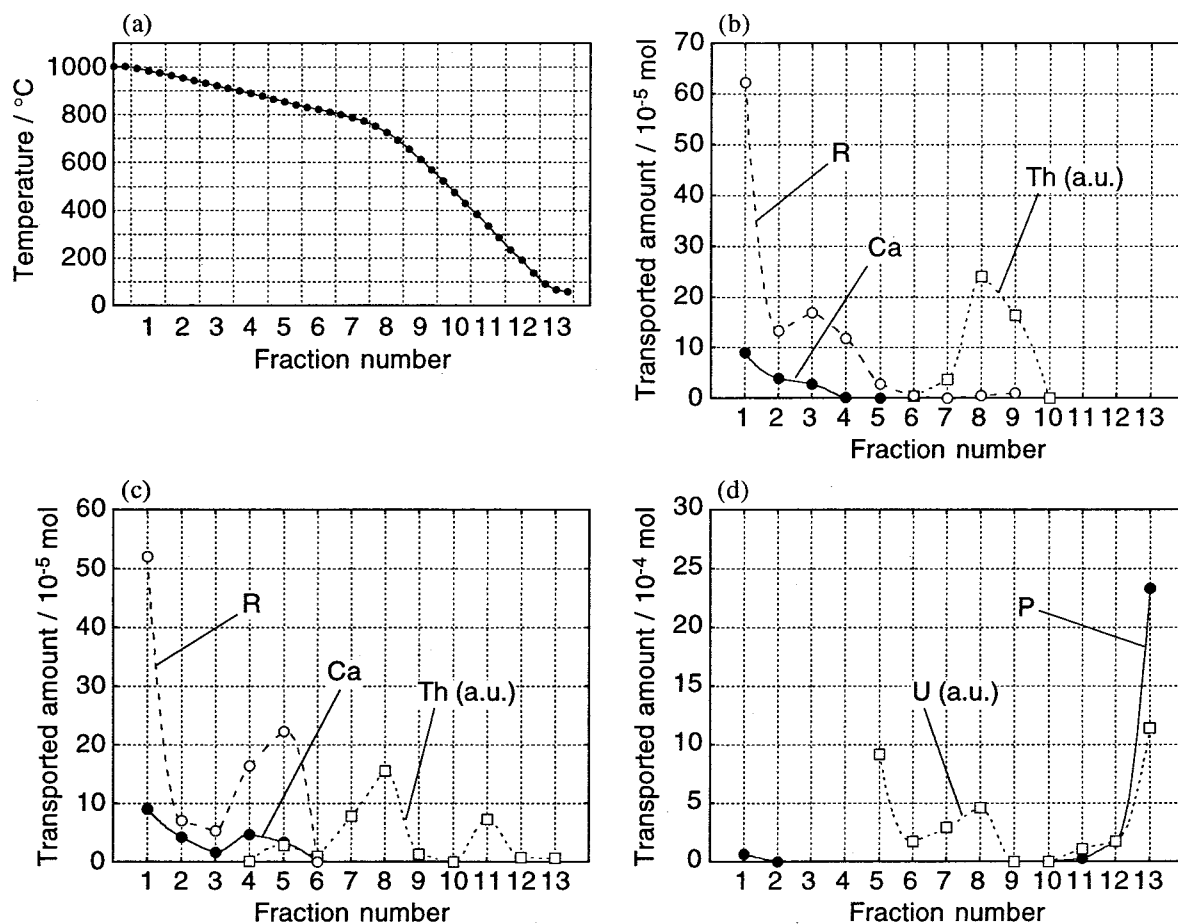 (a)
Temperature / °C
1000
800
600
400
200
0
1 2 3 4 5 6 7 8 9 10 11 12 13
Fraction number
(b)
Transported amount / 10⁻⁵ mol
70
60
50
40
30
20
10
0
R
Ca
Th (a.u.)
1 2 3 4 5 6 7 8 9 10 11 12 13
Fraction number
(c)
Transported amount / 10⁻⁵ mol
60
50
40
30
20
10
0
R
Ca
Th (a.u.)
1 2 3 4 5 6 7 8 9 10 11 12 13
Fraction number
(d)
Transported amount / 10⁻⁴ mol
30
25
20
15
10
4
0
P
U (a.u.)
1 2 3 4 5 6 7 8 9 10 11 12 13
Fraction number